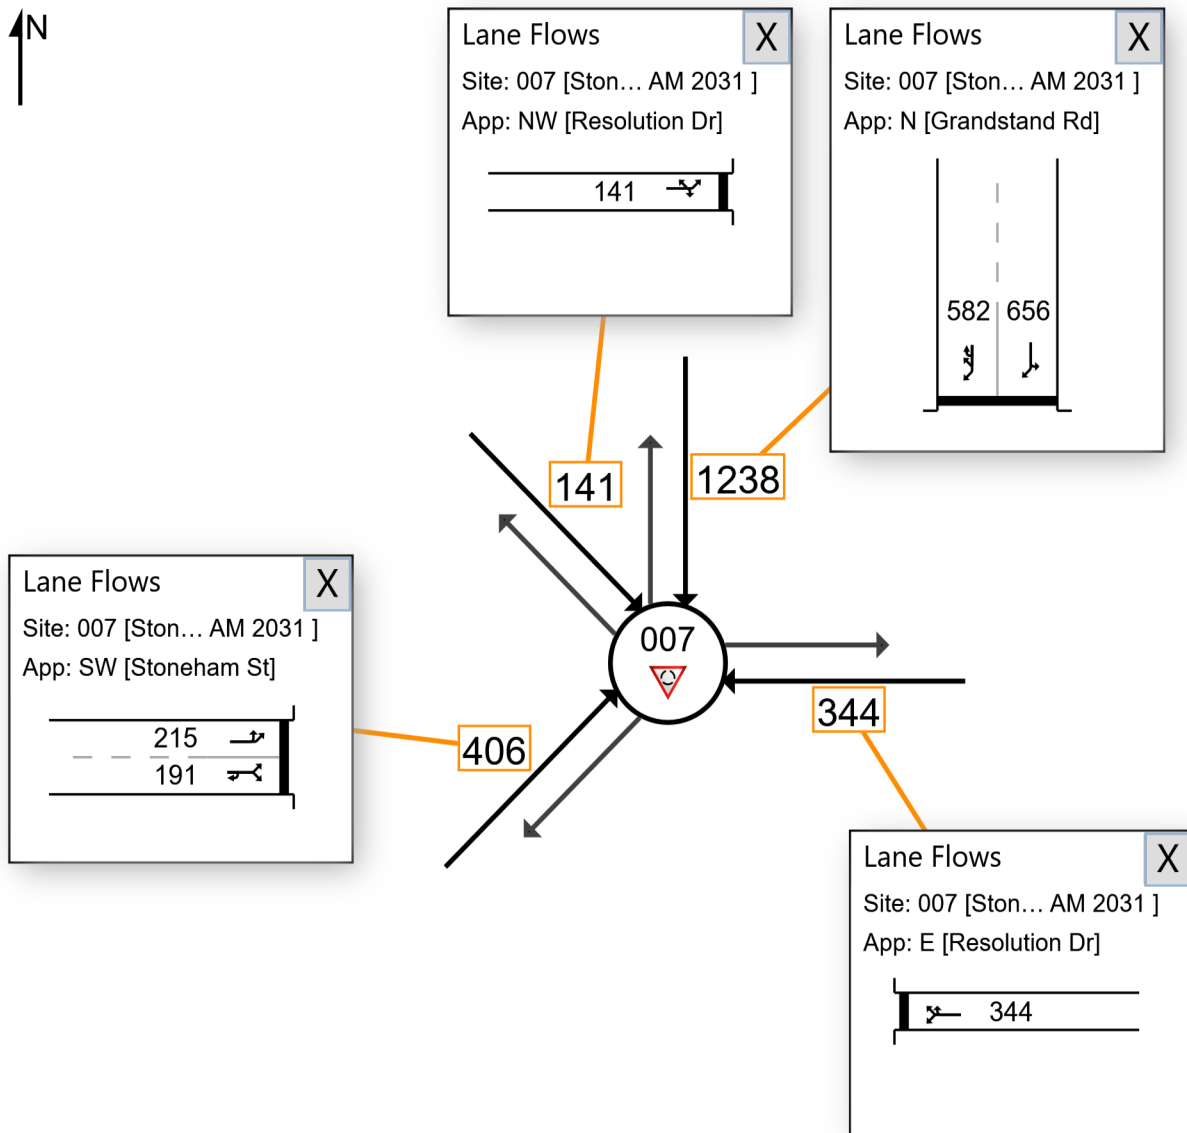 N
Lane Flows
X
Site: 007 [Ston... AM 2031 ]
App: NW [Resolution Dr]
141
Lane Flows
X
Site: 007 [Ston... AM 2031 ]
App: N [Grandstand Rd]
582 656
141
1238
Lane Flows
X
Site: 007 [Ston... AM 2031 ]
App: SW [Stoneham St]
215
191
007
406
344
Lane Flows
X
Site: 007 [Ston... AM 2031 ]
App: E [Resolution Dr]
344